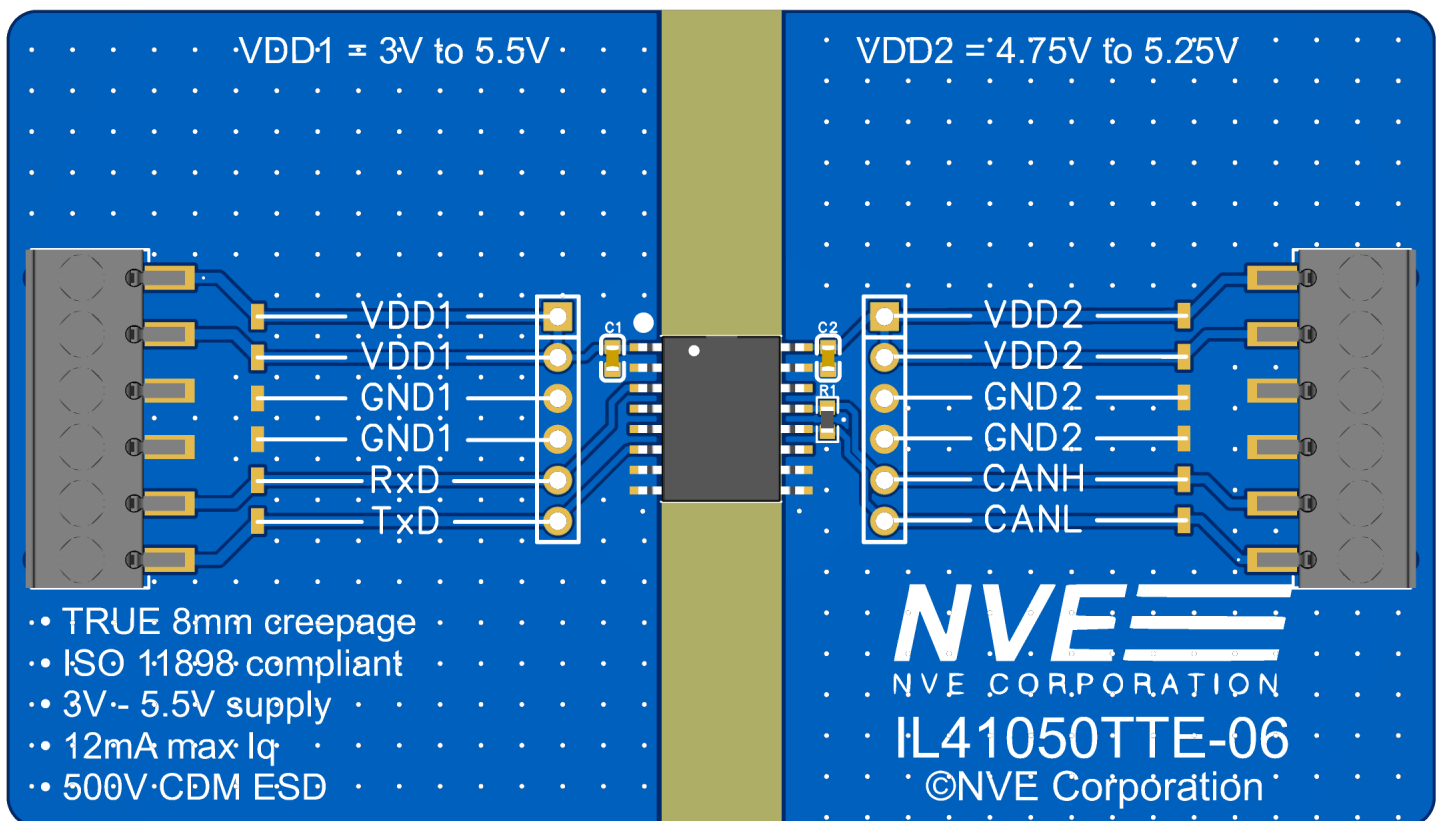 VDD1 = 3V to 5.5V
VDD2 = 4.75V to 5.25V
C1
C2
R1
VDD1
VDD1
GND1
GND1
RxD
TxD
VDD2
VDD2
GND2
GND2
CANH
CANL
• TRUE 8mm creepage
• ISO 11898 compliant
• 3V - 5.5V supply
• 12mA max Iq
• 500V CDM ESD
NVE
NVE CORPORATION
IL41050TTE-06
©NVE Corporation